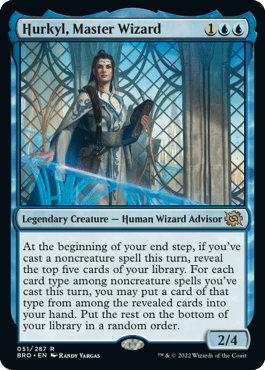 Hurkyl, Master Wizard 1
Legendary Creature — Human Wizard Advisor
At the beginning of your end step, if you've
cast a noncreature spell this turn, reveal
the top five cards of your library. For each
card type among noncreature spells you've
cast this turn, you may put a card of that
type from among the revealed cards into
your hand. Put the rest on the bottom of
your library in a random order.
2/4
051/287 R
BRO • EN RANDY VARGAS ™ & © 2022 Wizards of the Coast